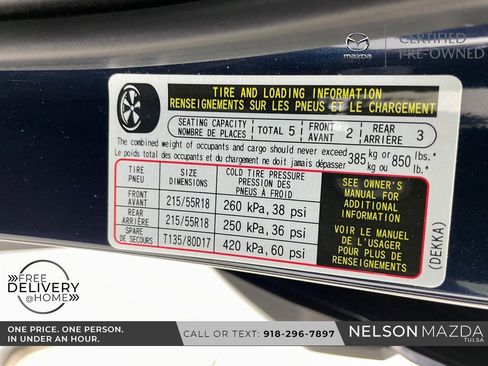 mazda
CERTIFIED
PRE-OWNED
TIRE AND LOADING INFORMATION
RENSEIGNEMENTS SUR LES PNEUS ET LE CHARGEMENT
SEATING CAPACITY
NOMBRE DE PLACES
TOTAL 5
FRONT
AVANT
2
REAR
ARRIÈRE
3
The combined weight of occupants and cargo should never exceed
Le poids total des occupants et du chargement ne doit jamais dépasser
385 kg or 850 lbs.
kg ou lb.
TIRE
PNEU
SIZE
DIMENSIONS
COLD TIRE PRESSURE
PRESSION DES
PNEUS À FROID
FRONT
AVANT
215/55R18
260 kPa, 38 psi
REAR
ARRIÈRE
215/55R18
250 kPa, 36 psi
SPARE
DE SECOURS
T135/80D17
420 kPa, 60 psi
SEE OWNER'S
MANUAL FOR
ADDITIONAL
INFORMATION
VOIR LE MANUEL
DE L'USAGER
POUR PLUS DE
RENSEIGNEMENTS
(DEKKA)
FREE
DELIVERY
@HOME
ONE PRICE. ONE PERSON.
IN UNDER AN HOUR.
CALL OR TEXT: 918-296-7897
NELSON MAZDA
TULSA